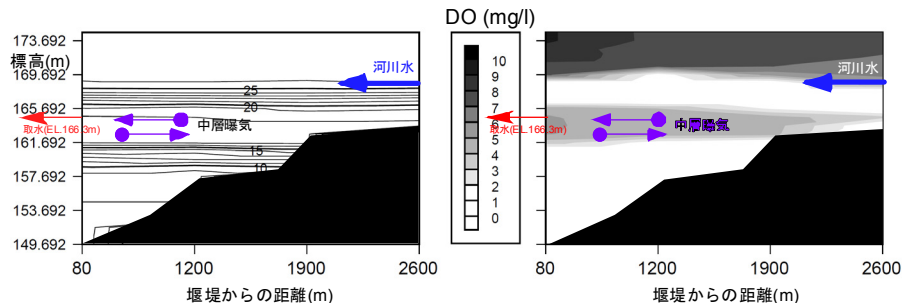 DO (mg/l)
173.692
標高(m)
169.692
165.692
161.692
157.692
153.692
149.692
25
20
15
10
河川水
取水(EL.166.3m)
中層曝気
80 1200 1900 2600
堰堤からの距離(m)
10
9
8
7
6
5
4
3
2
1
0
河川水
取水(EL.166.3m)
中層曝気
80 1200 1900 2600
堰堤からの距離(m)